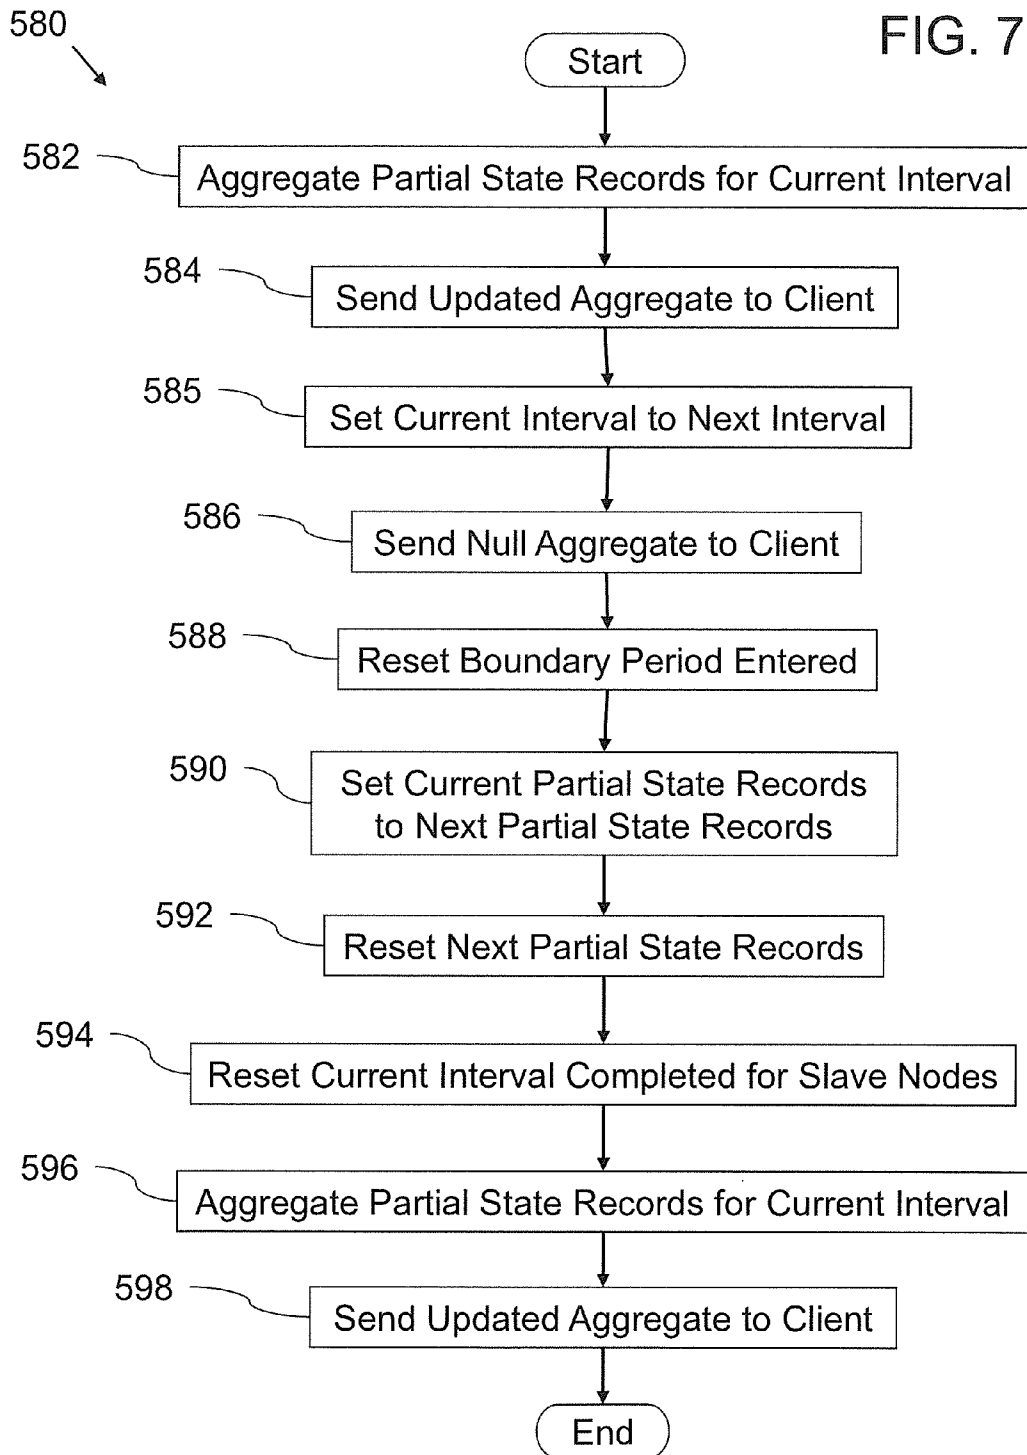 580
FIG. 7
Start
582
Aggregate Partial State Records for Current Interval
584
Send Updated Aggregate to Client
585
Set Current Interval to Next Interval
586
Send Null Aggregate to Client
588
Reset Boundary Period Entered
590
Set Current Partial State Records
to Next Partial State Records
592
Reset Next Partial State Records
594
Reset Current Interval Completed for Slave Nodes
596
Aggregate Partial State Records for Current Interval
598
Send Updated Aggregate to Client
End